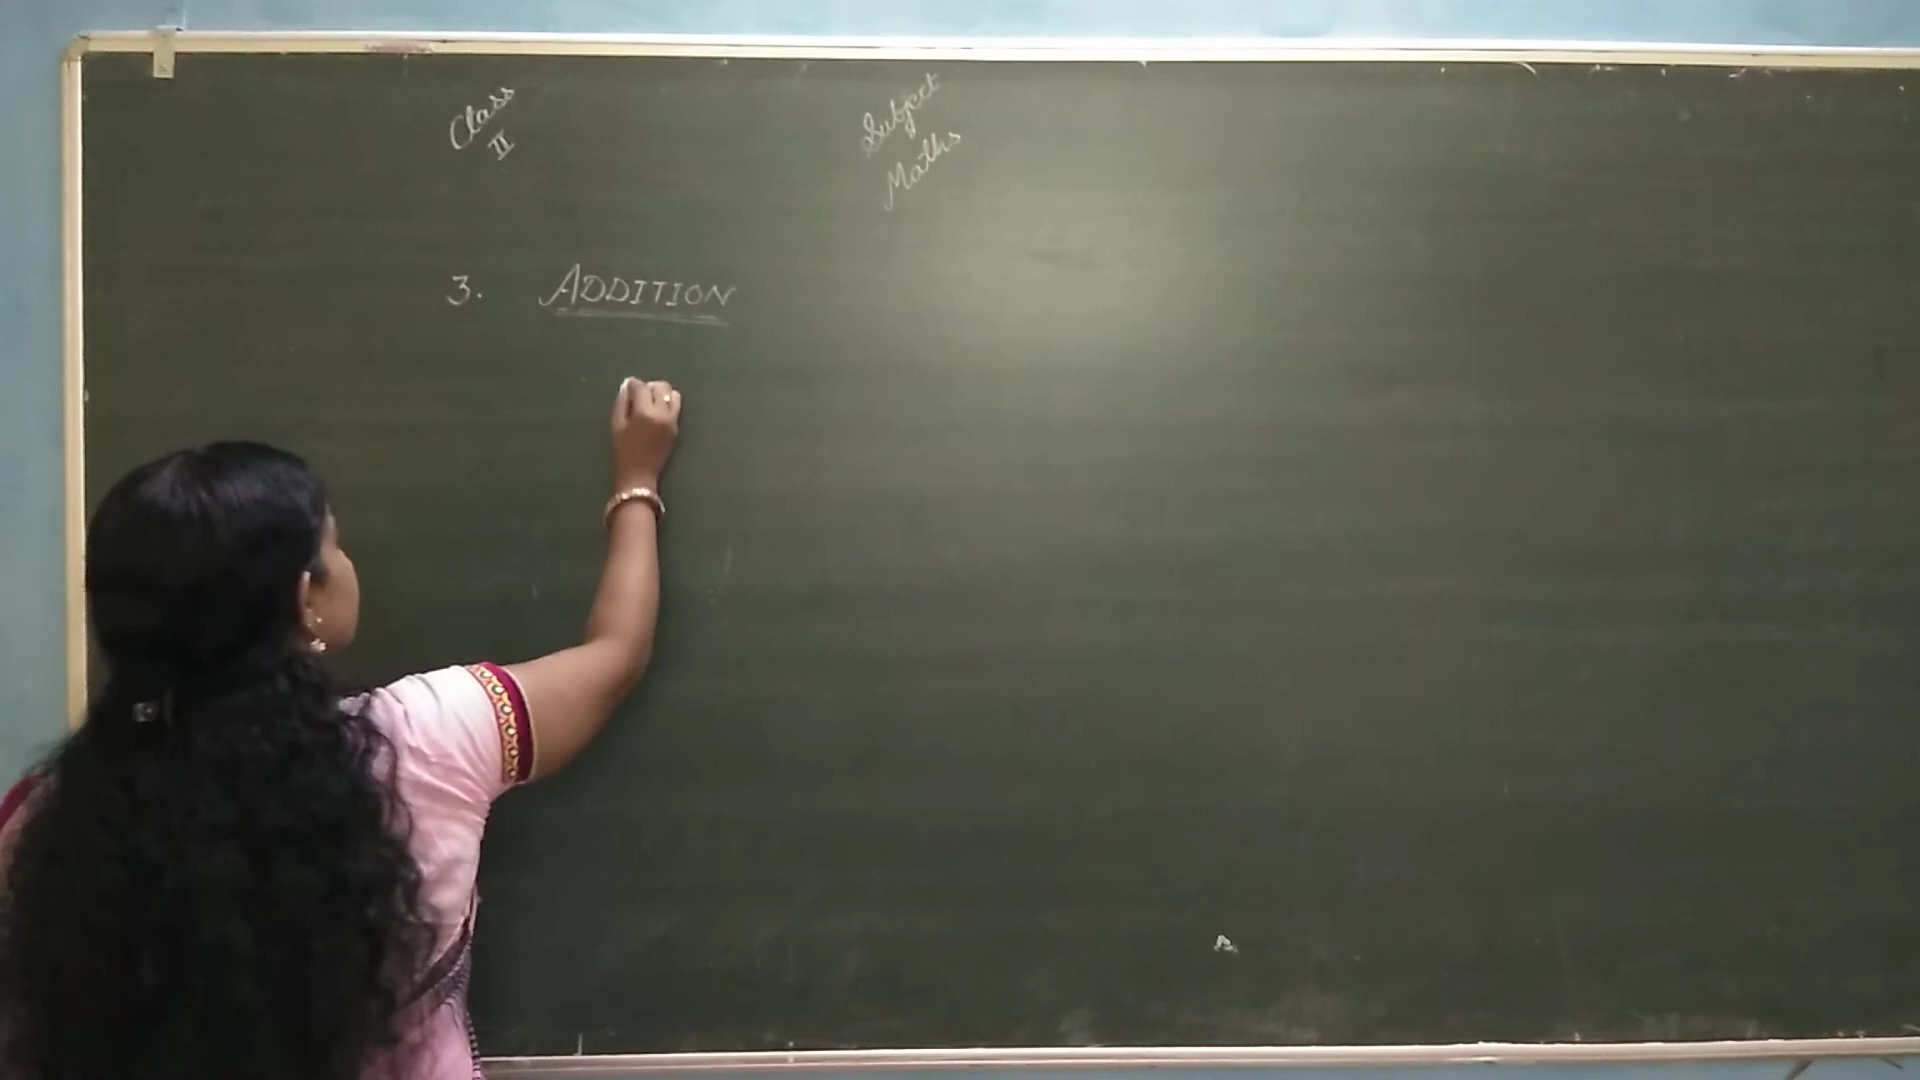 Class
II
Subject
Maths
3. ADDITION